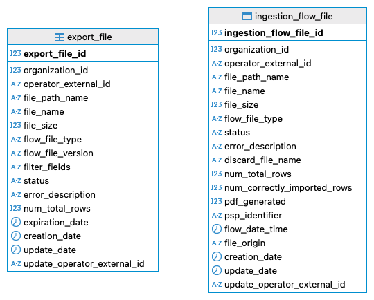 export_file
123 export_file_id
123 organization_id
A-Z operator_external_id
A-Z file_path_name
A-Z file_name
123 file_size
A-Z flow_file_type
A-Z flow_file_version
A-Z filter_fields
A-Z status
A-Z error_description
123 num_total_rows
expiration_date
creation_date
update_date
A-Z update_operator_external_id
ingestion_flow_file
123 ingestion_flow_file_id
123 organization_id
A-Z operator_external_id
A-Z file_path_name
A-Z file_name
123 file_size
A-Z flow_file_type
A-Z status
A-Z error_description
A-Z discard_file_name
123 num_total_rows
123 num_correctly_imported_rows
123 pdf_generated
A-Z psp_identifier
flow_date_time
A-Z file_origin
creation_date
update_date
A-Z update_operator_external_id